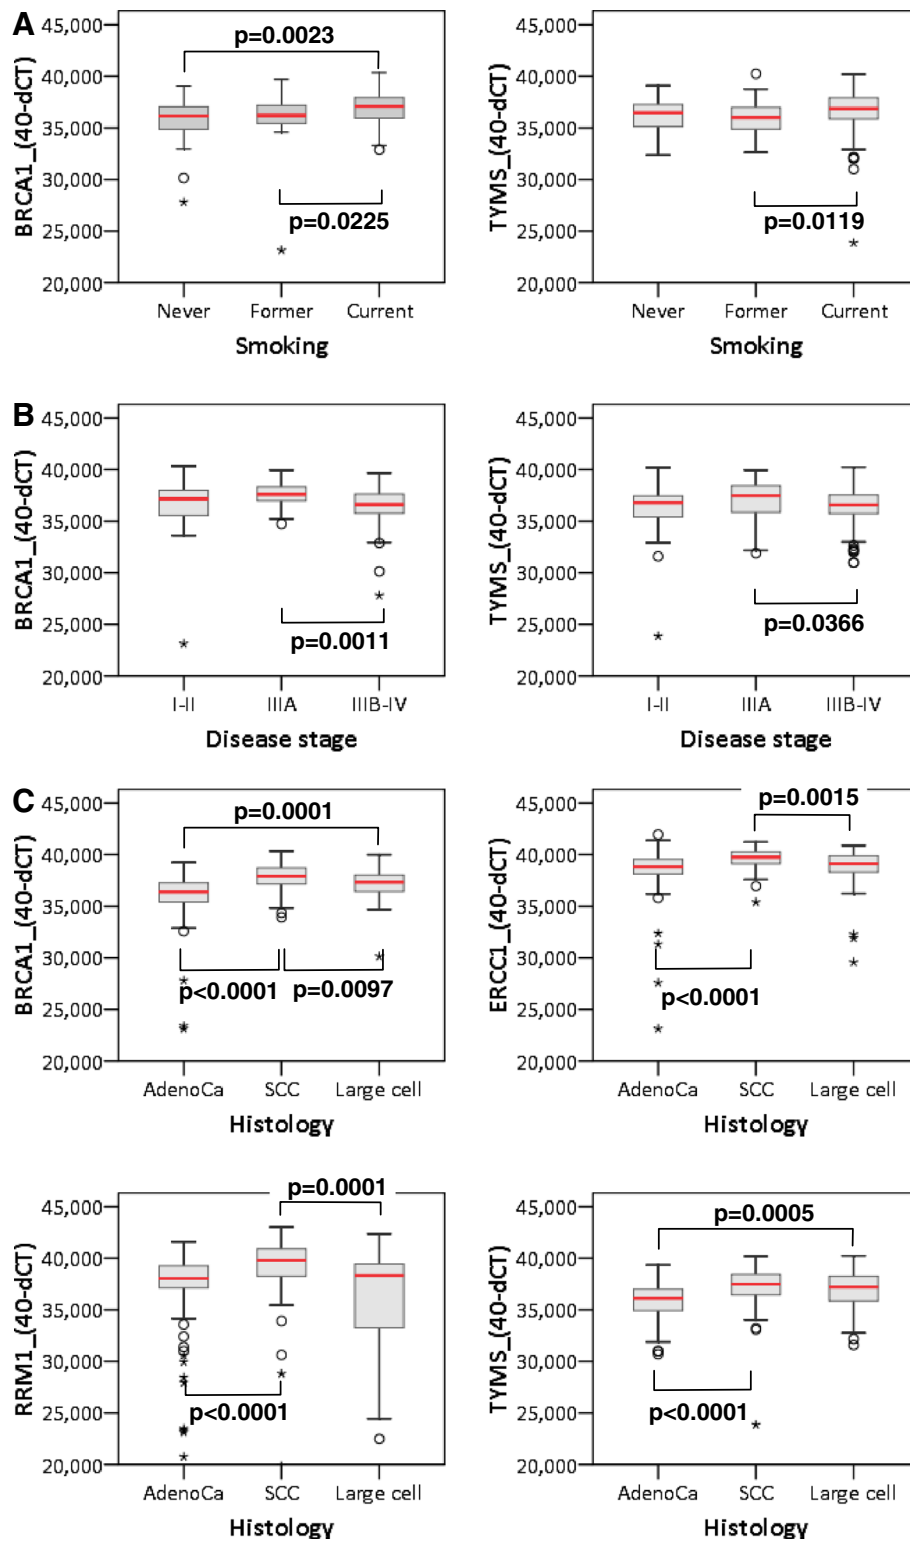 A
45,000
40,000
35,000
30,000
25,000
20,000
BRCA1_(40-dCT)
p=0.0023
p=0.0225
Never Former Current
Smoking
45,000
40,000
35,000
30,000
25,000
20,000
TYMS_(40-dCT)
p=0.0119
Never Former Current
Smoking
B
45,000
40,000
35,000
30,000
25,000
20,000
BRCA1_(40-dCT)
p=0.0011
I-II IIIA IIIB-IV
Disease stage
45,000
40,000
35,000
30,000
25,000
20,000
TYMS_(40-dCT)
p=0.0366
I-II IIIA IIIB-IV
Disease stage
C
45,000
40,000
35,000
30,000
25,000
20,000
BRCA1_(40-dCT)
p=0.0001
p<0.0001 p=0.0097
AdenoCa SCC Large cell
Histology
45,000
40,000
35,000
30,000
25,000
20,000
ERCC1_(40-dCT)
p=0.0015
p<0.0001
AdenoCa SCC Large cell
Histology
45,000
40,000
35,000
30,000
25,000
20,000
RRM1_(40-dCT)
p=0.0001
p<0.0001
AdenoCa SCC Large cell
Histology
45,000
40,000
35,000
30,000
25,000
20,000
TYMS_(40-dCT)
p=0.0005
p<0.0001
AdenoCa SCC Large cell
Histology